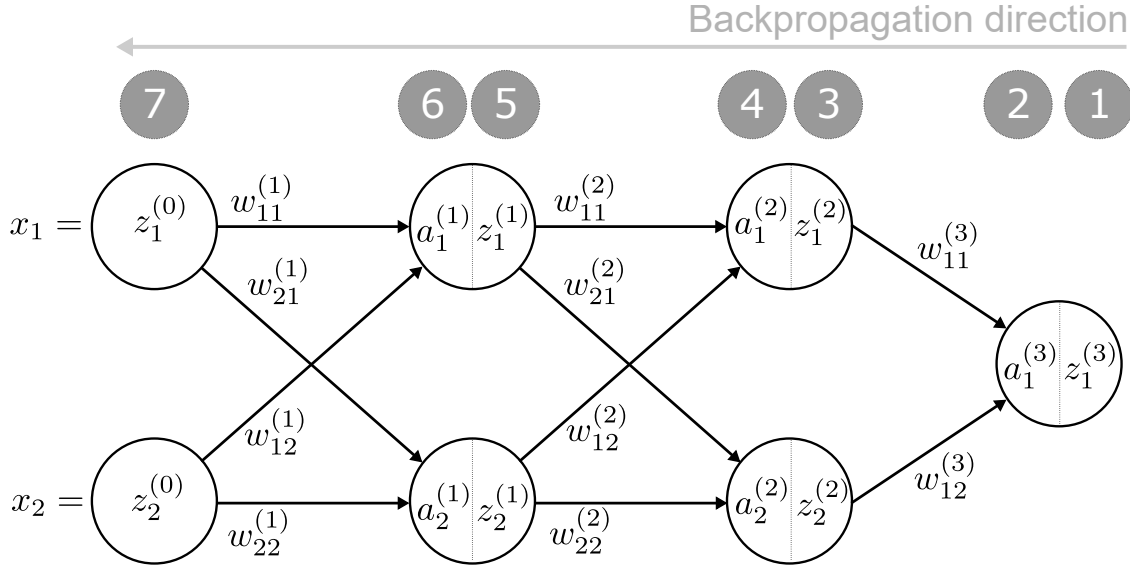 Backpropagation direction
7 6 5 4 3 2 1
x₁ = z₁⁽⁰⁾ w₁₁⁽¹⁾ a₁⁽¹⁾ z₁⁽¹⁾ w₁₁⁽²⁾ a₁⁽²⁾ z₁⁽²⁾ w₁₁⁽³⁾
w₂₁⁽¹⁾ w₂₁⁽²⁾
a₁⁽³⁾ z₁⁽³⁾
w₁₂⁽¹⁾ w₁₂⁽²⁾ w₁₂⁽³⁾
x₂ = z₂⁽⁰⁾ a₂⁽¹⁾ z₂⁽¹⁾ a₂⁽²⁾ z₂⁽²⁾
w₂₂⁽¹⁾ w₂₂⁽²⁾